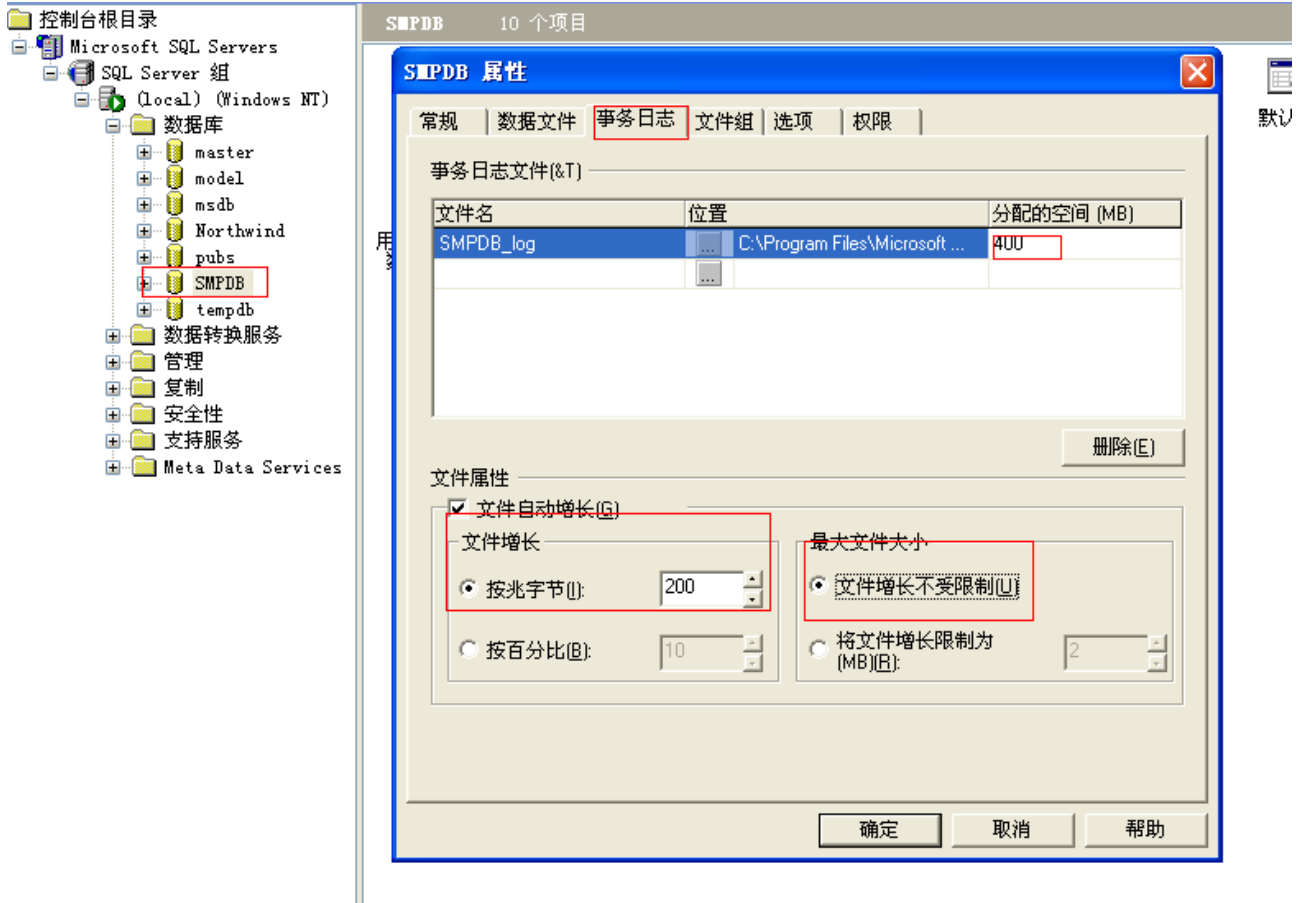 控制台根目录
Microsoft SQL Servers
SQL Server 组
(local) (Windows NT)
数据库
master
model
msdb
Northwind
pubs
SMPDB
tempdb
数据转换服务
管理
复制
安全性
支持服务
Meta Data Services
SMPDB 10 个项目
默认
用
SMPDB 属性
常规 数据文件 事务日志 文件组 选项 权限
事务日志文件(&T)
文件名 位置 分配的空间 (MB)
SMPDB_log ... C:\Program Files\Microsoft ... 400
...
删除(E)
文件属性
文件自动增长(G)
文件增长
按兆字节(I): 200
按百分比(B): 10
最大文件大小
文件增长不受限制(U)
将文件增长限制为
(MB)(R): 2
确定 取消 帮助